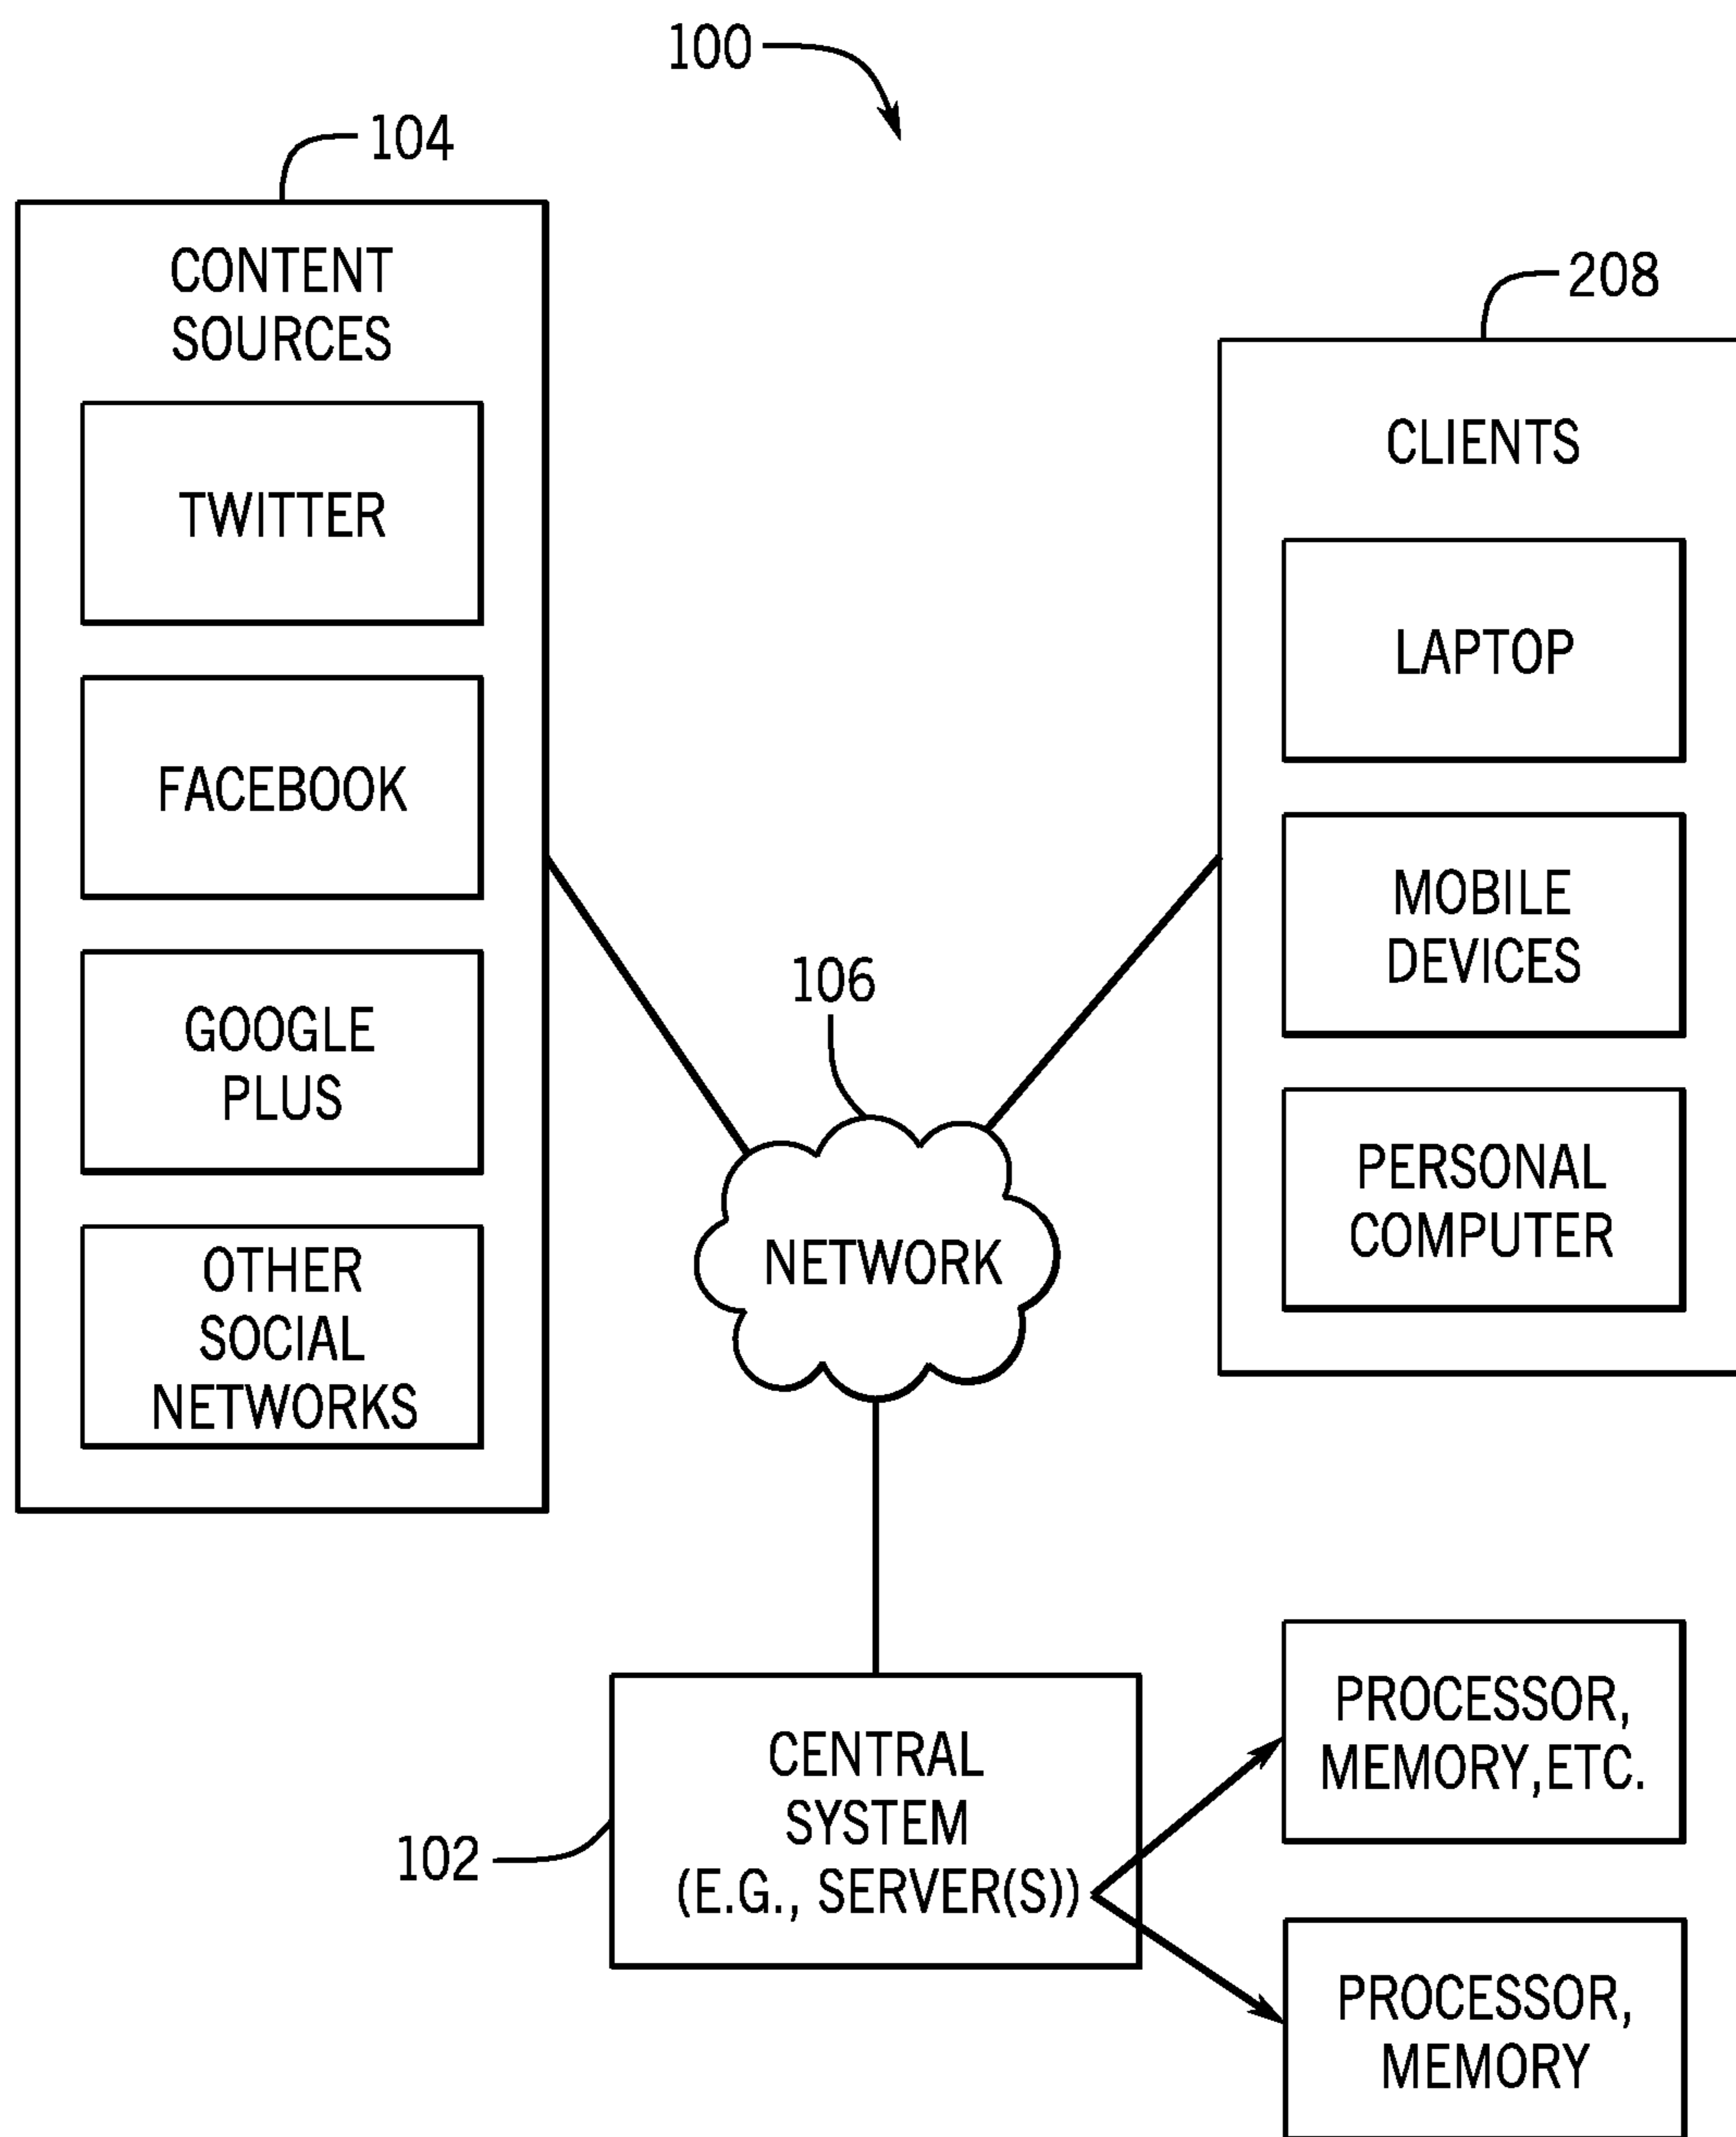 100
104
CONTENT
SOURCES
TWITTER
FACEBOOK
GOOGLE
PLUS
OTHER
SOCIAL
NETWORKS
208
CLIENTS
LAPTOP
MOBILE
DEVICES
PERSONAL
COMPUTER
106
NETWORK
102
CENTRAL
SYSTEM
(E.G., SERVER(S))
PROCESSOR,
MEMORY,ETC.
PROCESSOR,
MEMORY